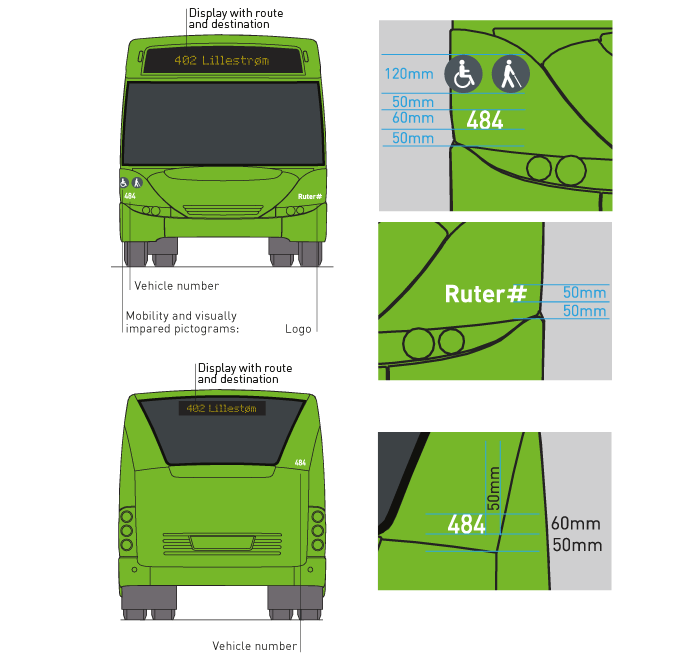 Display with route
and destination
402 Lillestrøm
484
Ruter#
Vehicle number
Mobility and visually
impared pictograms:
Logo
120mm
50mm
60mm
50mm
484
Ruter#
50mm
50mm
Display with route
and destination
402 Lillestøm
484
Vehicle number
50mm
484
60mm
50mm